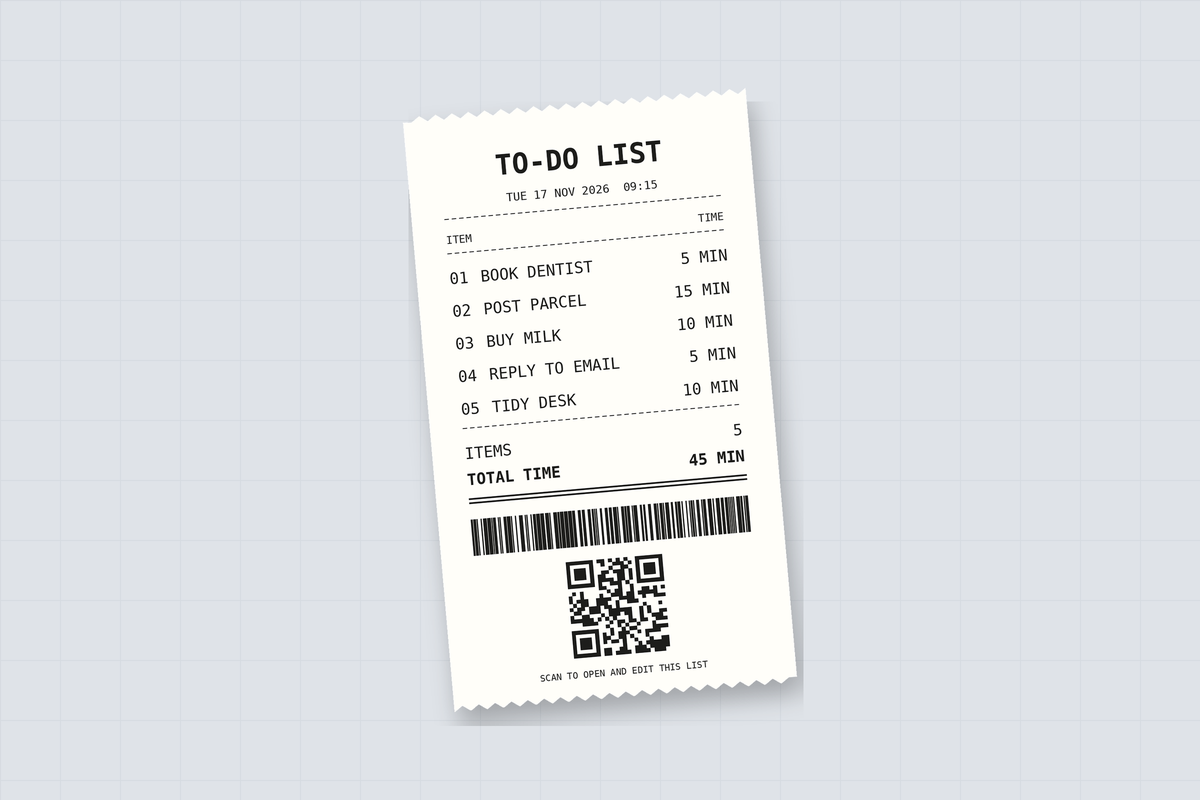 TO-DO LIST
TUE 17 NOV 2026 09:15
ITEM TIME
01 BOOK DENTIST 5 MIN
02 POST PARCEL 15 MIN
03 BUY MILK 10 MIN
04 REPLY TO EMAIL 5 MIN
05 TIDY DESK 10 MIN
ITEMS 5
TOTAL TIME 45 MIN
SCAN TO OPEN AND EDIT THIS LIST